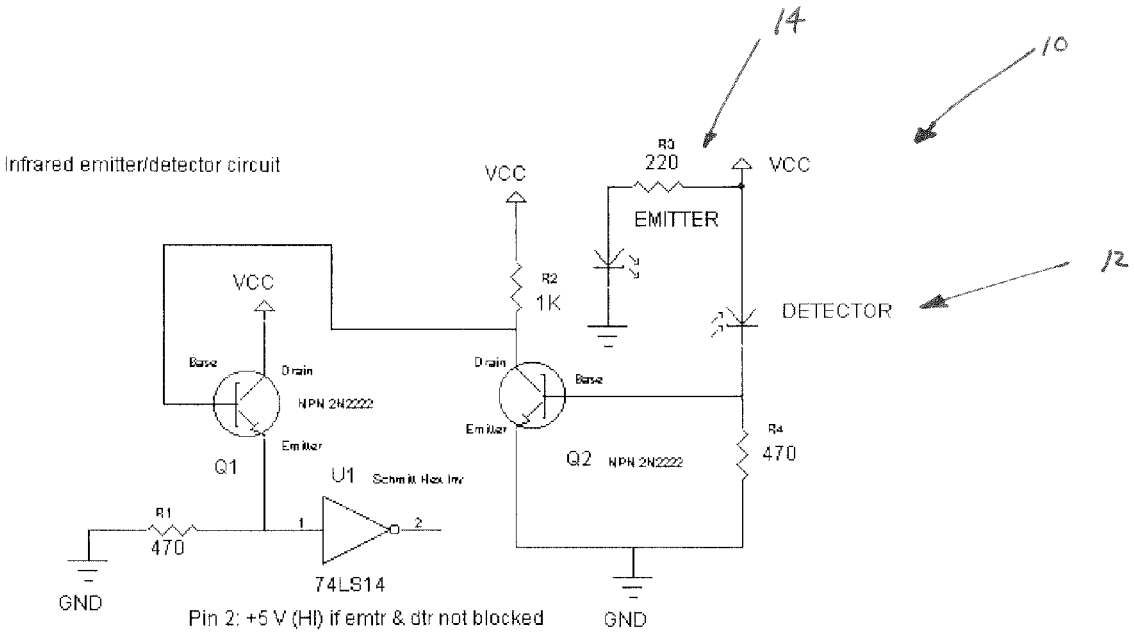 14
10
R3
220
VCC
Infrared emitter/detector circuit
VCC
EMITTER
R2
1K
VCC
12
DETECTOR
Base
Drain
NPN 2N2222
Emitter
Q1
Drain
Base
Emitter
Q2 NPN 2N2222
R4
470
U1 Schmitt Hex Inv
R1
470
1
2
74LS14
GND
Pin 2: +5 V (HI) if emtr & dtr not blocked
GND